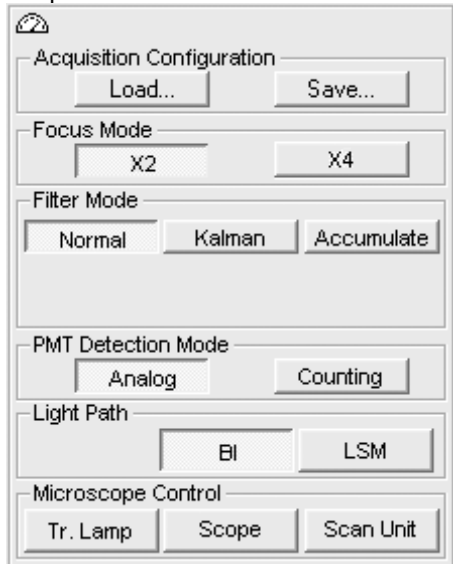 Acquisition Configuration
Load... Save...
Focus Mode
X2 X4
Filter Mode
Normal Kalman Accumulate
PMT Detection Mode
Analog Counting
Light Path
BI LSM
Microscope Control
Tr. Lamp Scope Scan Unit